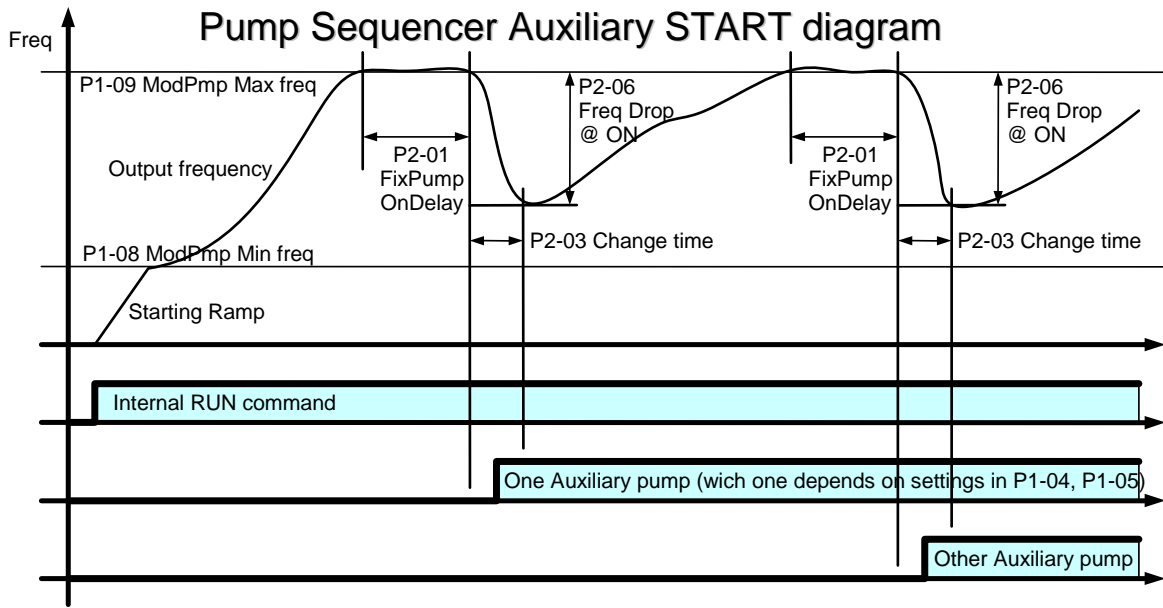 Pump Sequencer Auxiliary START diagram
Freq
P1-09 ModPmp Max freq
P2-06
Freq Drop
@ ON
P2-06
Freq Drop
@ ON
Output frequency
P2-01
FixPump
OnDelay
P2-01
FixPump
OnDelay
P2-03 Change time
P2-03 Change time
P1-08 ModPmp Min freq
Starting Ramp
Internal RUN command
One Auxiliary pump (wich one depends on settings in P1-04, P1-05)
Other Auxiliary pump